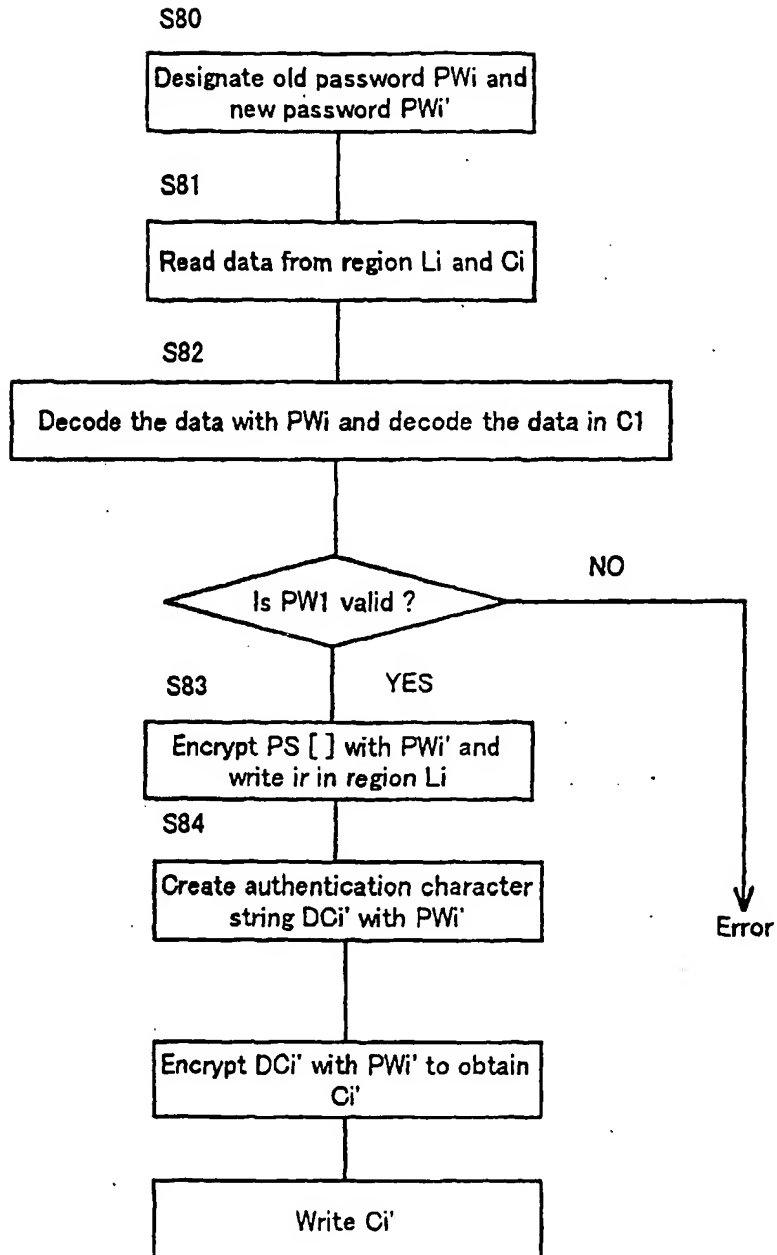 S80
Designate old password PWi and
new password PWi'
S81
Read data from region Li and Ci
S82
Decode the data with PWi and decode the data in C1
Is PW1 valid ?
NO
S83
YES
Encrypt PS [ ] with PWi' and
write ir in region Li
S84
Create authentication character
string DCi' with PWi'
Error
Encrypt DCi' with PWi' to obtain
Ci'
Write Ci'